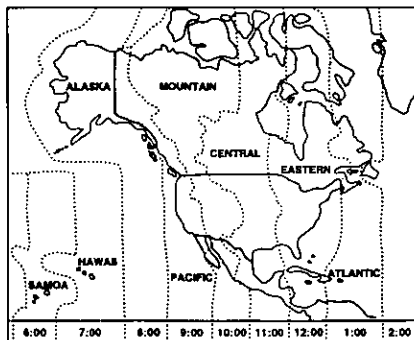 ALASKA MOUNTAIN
CENTRAL
EASTERN
HAWAS
SAMOA
PACIFIC
ATLANTIC
6:00 7:00 8:00 9:00 10:00 11:00 12:00 1:00 2:00